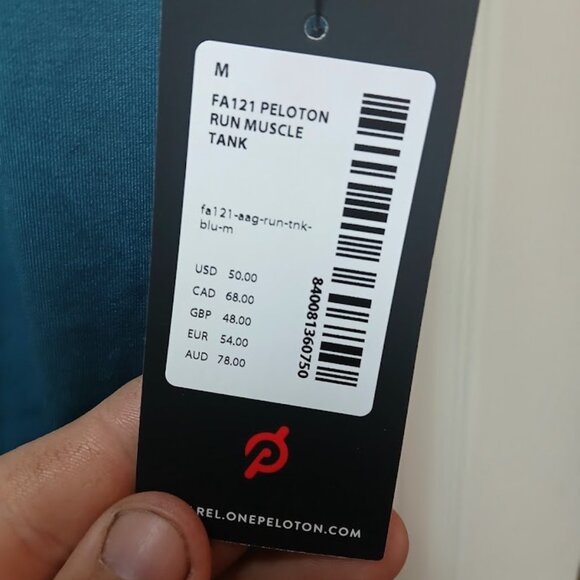 M
FA121 PELOTON
RUN MUSCLE
TANK
fa121-aag-run-tnk-
blu-m
USD 50.00
CAD 68.00
GBP 48.00
EUR 54.00
AUD 78.00
840081360750
REL.ONEPELOTON.COM